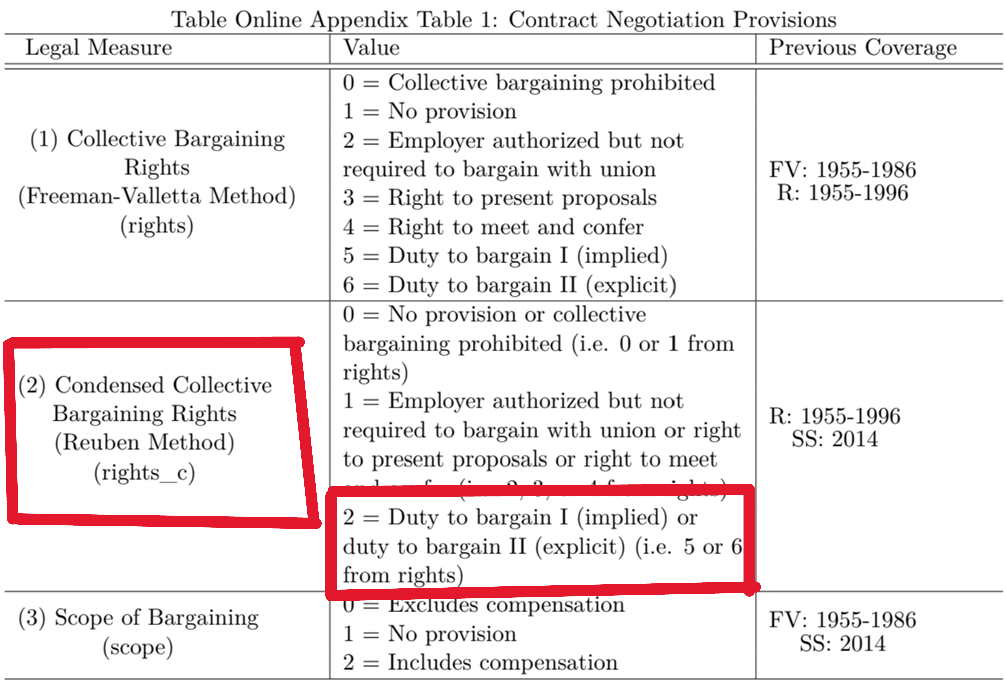 Table Online Appendix Table 1: Contract Negotiation Provisions
Legal Measure
Value
Previous Coverage
(1) Collective Bargaining
Rights
(Freeman-Valletta Method)
(rights)
0 = Collective bargaining prohibited
1 = No provision
2 = Employer authorized but not
required to bargain with union
3 = Right to present proposals
4 = Right to meet and confer
5 = Duty to bargain I (implied)
6 = Duty to bargain II (explicit)
FV: 1955-1986
R: 1955-1996
(2) Condensed Collective
Bargaining Rights
(Reuben Method)
(rights_c)
0 = No provision or collective
bargaining prohibited (i.e. 0 or 1 from
rights)
1 = Employer authorized but not
required to bargain with union or right
to present proposals or right to meet
2 = Duty to bargain I (implied) or
duty to bargain II (explicit) (i.e. 5 or 6
from rights)
R: 1955-1996
SS: 2014
(3) Scope of Bargaining
(scope)
0 = Excludes compensation
1 = No provision
2 = Includes compensation
FV: 1955-1986
SS: 2014